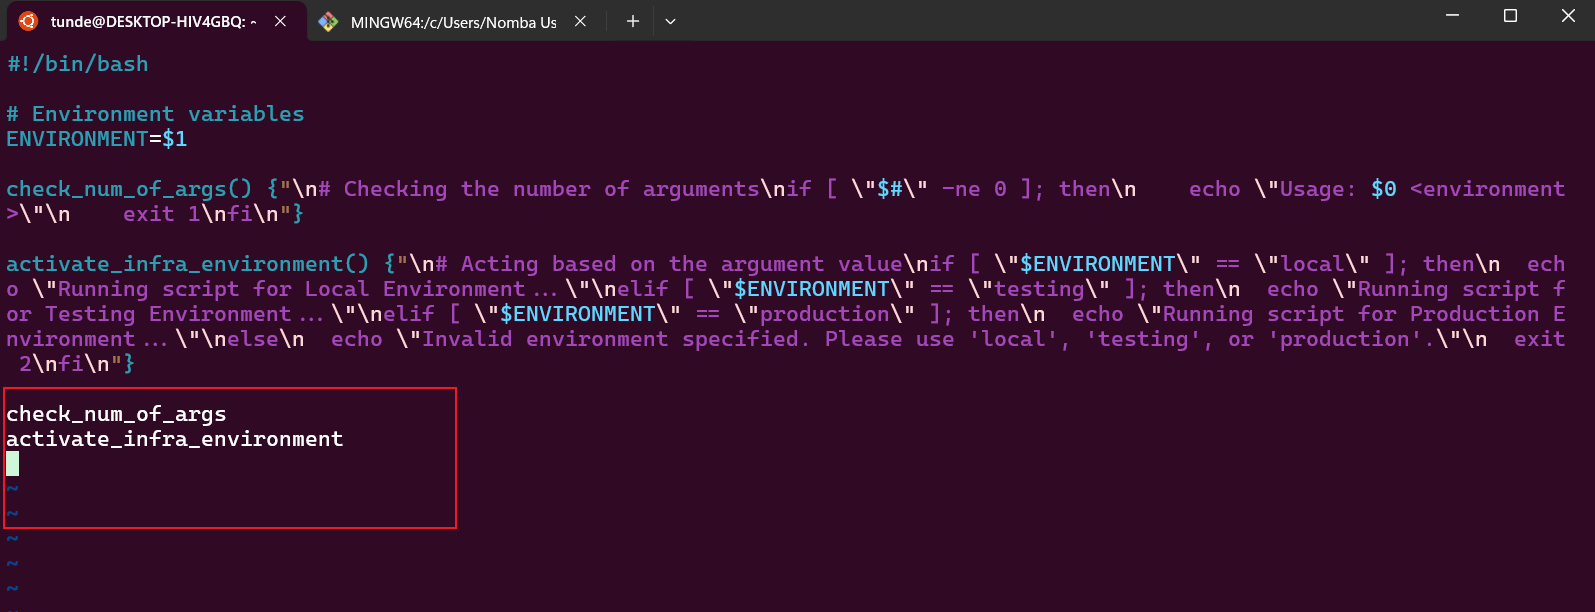 tunde@DESKTOP-HIV4GBQ: ~
MINGW64:/c/Users/Nomba Us
#!/bin/bash
# Environment variables
ENVIRONMENT=$1
check_num_of_args() {"\n# Checking the number of arguments\nif [ \"$#\" -ne 0 ]; then\n    echo \"Usage: $0 <environment
>\"\n    exit 1\nfi\n"}
activate_infra_environment() {"\n# Acting based on the argument value\nif [ \"$ENVIRONMENT\" == \"local\" ]; then\n  ech
o \"Running script for Local Environment...\"\nelif [ \"$ENVIRONMENT\" == \"testing\" ]; then\n  echo \"Running script f
or Testing Environment...\"\nelif [ \"$ENVIRONMENT\" == \"production\" ]; then\n  echo \"Running script for Production E
nvironment...\"\nelse\n  echo \"Invalid environment specified. Please use 'local', 'testing', or 'production'.\"\n  exit
 2\nfi\n"}
check_num_of_args
activate_infra_environment
~
~
~
~
~